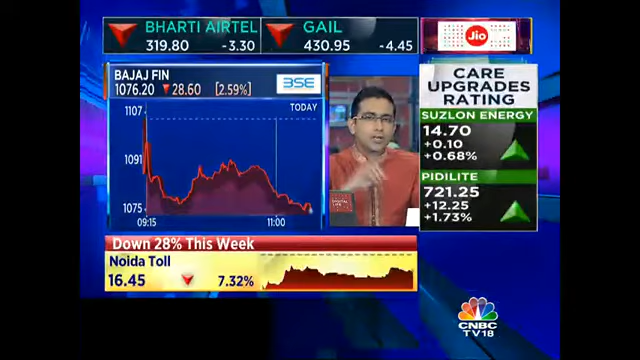 BHARTI AIRTEL
319.80 -3.30
GAIL
430.95 -4.45
Jio
BAJAJ FIN
1076.20 28.60 [2.59%]
BSE
TODAY
1107
1091
1075
09:15 11:00
DIGITAL
LIFE
CARE
UPGRADES
RATING
SUZLON ENERGY
14.70
+0.10
+0.68%
PIDILITE
721.25
+12.25
+1.73%
Down 28% This Week
Noida Toll
16.45 7.32%
CNBC
TV18